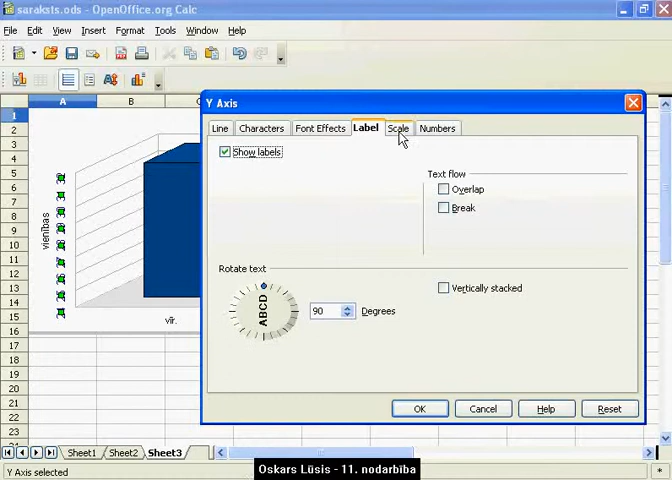 saraksts.ods - OpenOffice.org Calc
File Edit View Insert Format Tools Window Help
A B
1
2
3
4
5
6
7
8
9
10
11
12
13
14
15
16
17
18
19
20
21
22
vienības
vīr.
Y Axis
Line Characters Font Effects Label Scale Numbers
Show labels
Text flow
Overlap
Break
Rotate text
ABCD
90 Degrees
Vertically stacked
OK Cancel Help Reset
Sheet1 Sheet2 Sheet3
Y Axis selected *
Oskars Lūsis - 11. nodarbība